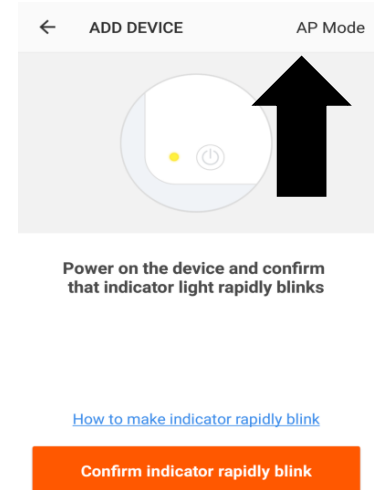 ADD DEVICE AP Mode
Power on the device and confirm
that indicator light rapidly blinks
How to make indicator rapidly blink
Confirm indicator rapidly blink